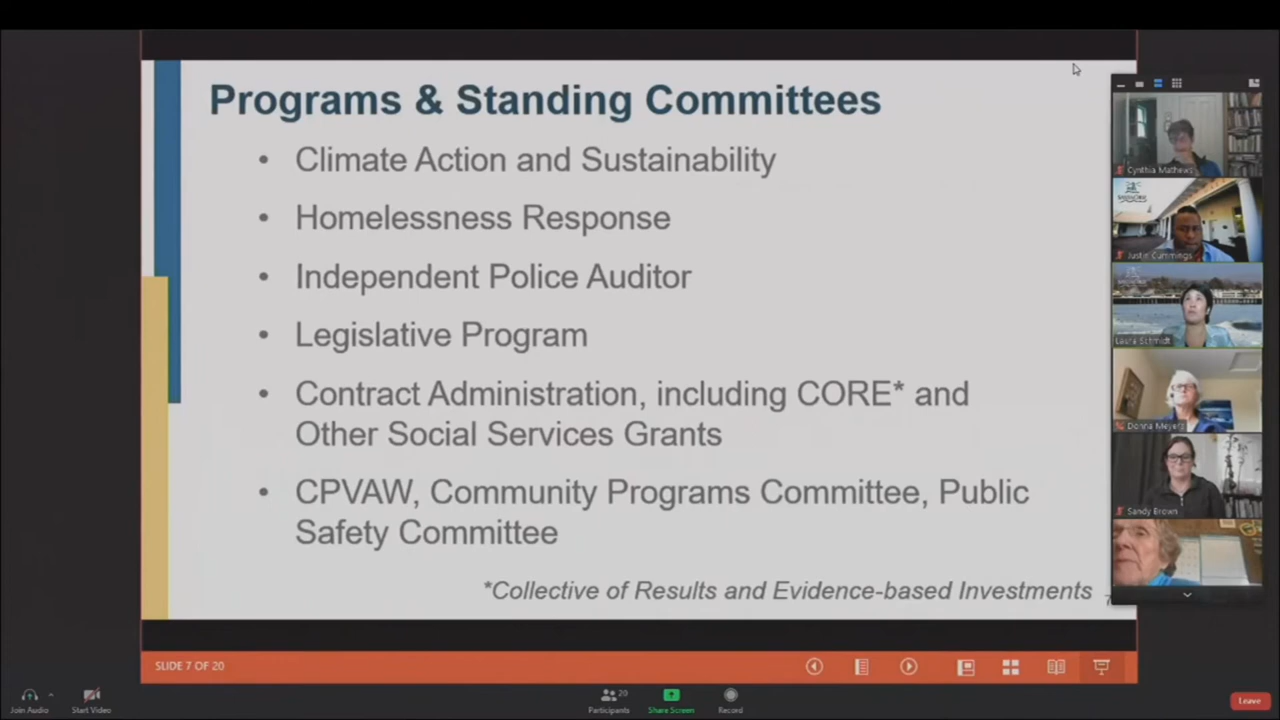 Programs & Standing Committees
• Climate Action and Sustainability
• Homelessness Response
• Independent Police Auditor
• Legislative Program
• Contract Administration, including CORE* and
Other Social Services Grants
• CPVAW, Community Programs Committee, Public
Safety Committee
*Collective of Results and Evidence-based Investments
7
SLIDE 7 OF 20
Cynthia Mathews
Justin Cummings
Laura Schmidt
Donna Meyers
Sandy Brown
Join Audio
Start Video
20
Participants
Share Screen
Record
Leave